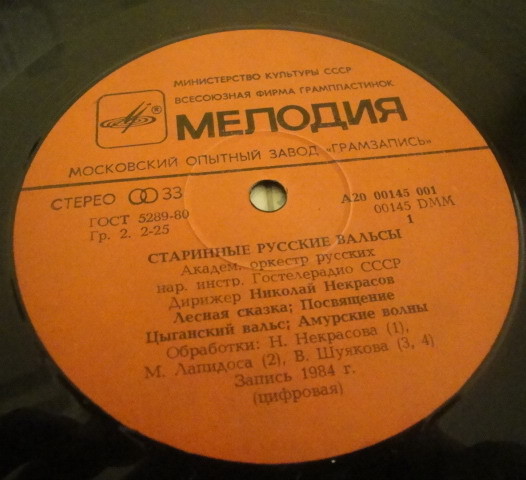 МИНИСТЕРСТВО КУЛЬТУРЫ СССР
ВСЕСОЮЗНАЯ ФИРМА ГРАМПЛАСТИНОК
® МЕЛОДИЯ
МОСКОВСКИЙ ОПЫТНЫЙ ЗАВОД «ГРАМЗАПИСЬ»
СТЕРЕО 33
ГОСТ 5289-80
Гр. 2. 2-25
А20 00145 001
00145 DMM
1
СТАРИННЫЕ РУССКИЕ ВАЛЬСЫ
Академ. оркестр русских
нар. инстр. Гостелерадио СССР
Дирижер Николай Некрасов
Лесная сказка; Посвящение
Цыганский вальс; Амурские волны
Обработки: Н. Некрасова (1),
М. Лапидоса (2), В. Шуякова (3, 4)
Запись 1984 г.
(цифровая)